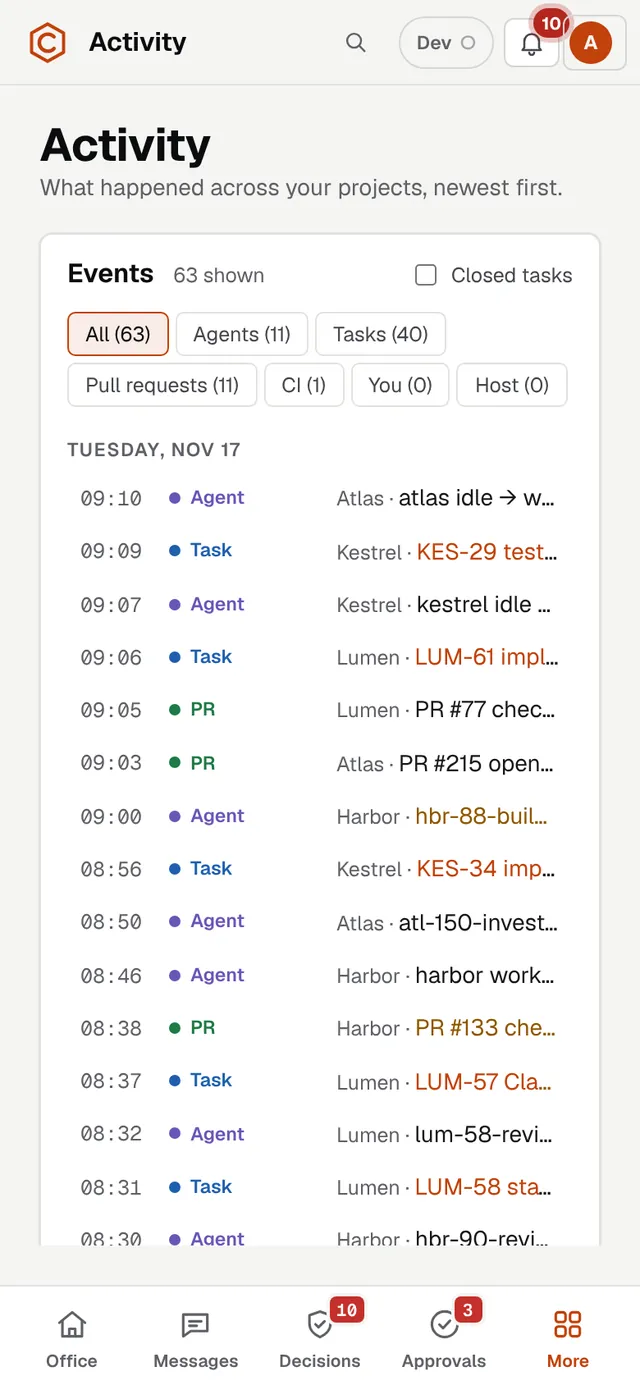 Activity
Dev
10
A
Activity
What happened across your projects, newest first.
Events 63 shown Closed tasks
All (63) Agents (11) Tasks (40)
Pull requests (11) CI (1) You (0) Host (0)
TUESDAY, NOV 17
09:10 Agent Atlas · atlas idle → w...
09:09 Task Kestrel · KES-29 test...
09:07 Agent Kestrel · kestrel idle ...
09:06 Task Lumen · LUM-61 impl...
09:05 PR Lumen · PR #77 chec...
09:03 PR Atlas · PR #215 open...
09:00 Agent Harbor · hbr-88-buil...
08:56 Task Kestrel · KES-34 imp...
08:50 Agent Atlas · atl-150-invest...
08:46 Agent Harbor · harbor work...
08:38 PR Harbor · PR #133 che...
08:37 Task Lumen · LUM-57 Cla...
08:32 Agent Lumen · lum-58-revi...
08:31 Task Lumen · LUM-58 sta...
08:30 Agent Harbor · hbr-90-revi...
10 3
Office Messages Decisions Approvals More